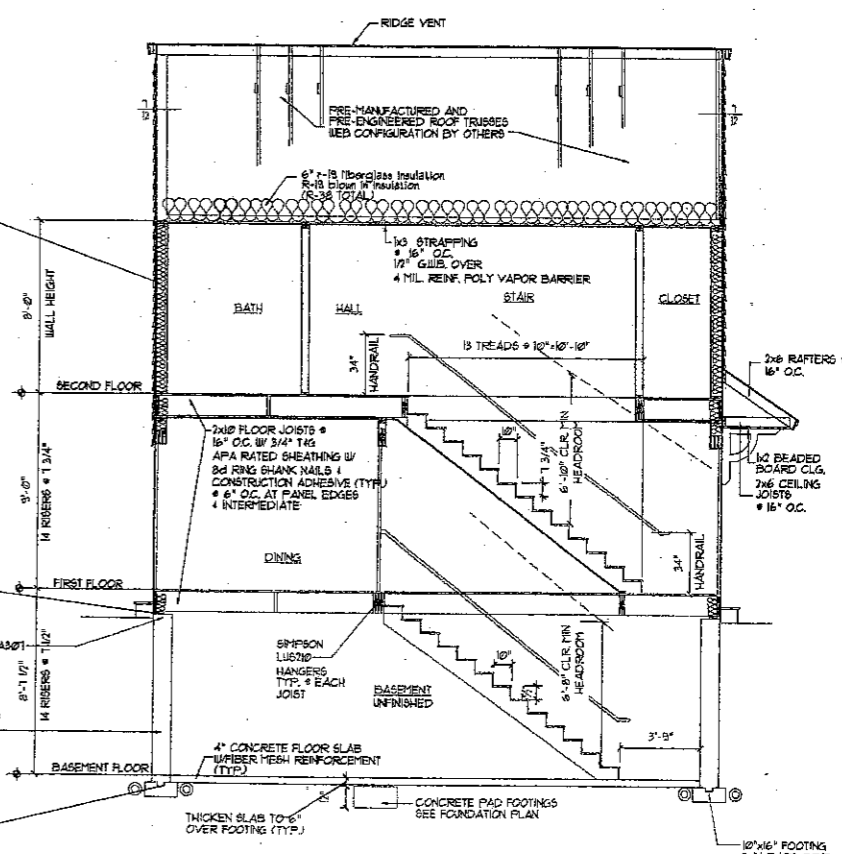 RIDGE VENT
7
12
7
12
PRE-MANUFACTURED AND
PRE-ENGINEERED ROOF TRUSSES
WEB CONFIGURATION BY OTHERS
6" r-19 fiberglass insulation
R-19 blown in insulation
(R-38 TOTAL)
1x3 STRAPPING
@ 16" O.C.
1/2" G.W.B. OVER
4 MIL. REINF. POLY VAPOR BARRIER
8'-0"
WALL HEIGHT
BATH
HALL
STAIR
CLOSET
34"
HANDRAIL
13 TREADS @ 10"=10'-10"
2x6 RAFTERS @
16" O.C.
SECOND FLOOR
2x10 FLOOR JOISTS @
16" O.C. W/ 3/4" T&G
APA RATED SHEATHING W/
8d RING SHANK NAILS &
CONSTRUCTION ADHESIVE (TYP.)
@ 6" O.C. AT PANEL EDGES
& INTERMEDIATE
10"
7 3/4"
6'-10" CLR. MIN
HEADROOM
1x2 BEADED
BOARD CLG.
2x6 CEILING
JOISTS
@ 16" O.C.
9'-0"
14 RISERS @ 7 3/4"
DINING
34"
HANDRAIL
FIRST FLOOR
SIMPSON
LUS210
HANGERS
TYP. @ EACH
JOIST
BASEMENT
UNFINISHED
10"
6'-8" CLR. MIN
HEADROOM
8'-7 1/2"
14 RISERS @ 7 1/2"
3'-9"
BASEMENT FLOOR
4" CONCRETE FLOOR SLAB
W/FIBER MESH REINFORCEMENT
(TYP.)
12"
THICKEN SLAB TO 6"
OVER FOOTING (TYP.)
CONCRETE PAD FOOTINGS
SEE FOUNDATION PLAN
10"x16" FOOTING